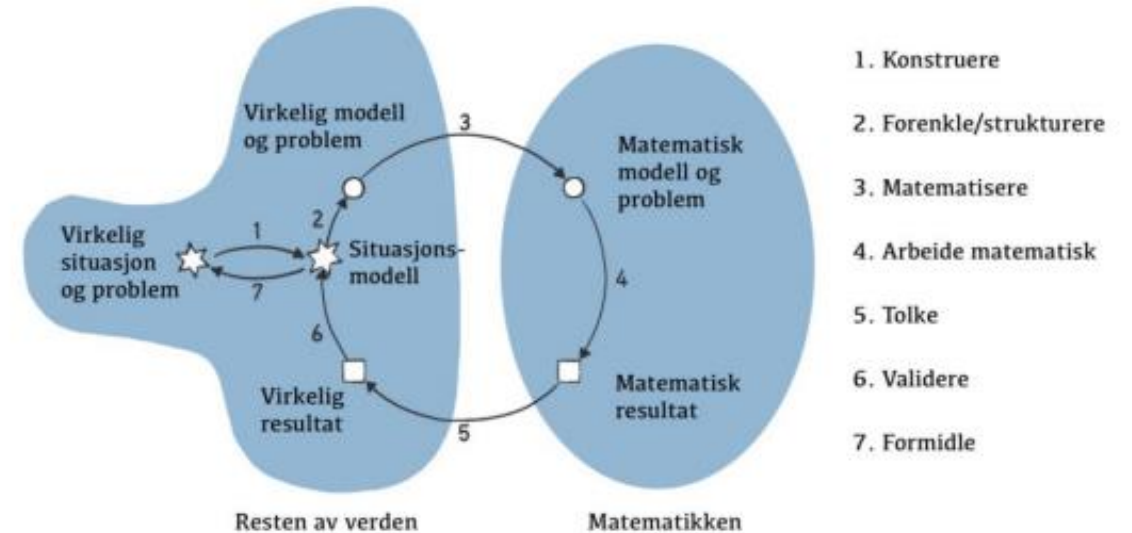 Virkelig modell
og problem
3
Matematisk
modell og
problem
Virkelig
situasjon
og problem
1
2
7
Situasjons-
modell
4
6
Virkelig
resultat
5
Matematisk
resultat
Resten av verden
Matematikken
1. Konstruere
2. Forenkle/strukturere
3. Matematisere
4. Arbeide matematisk
5. Tolke
6. Validere
7. Formidle